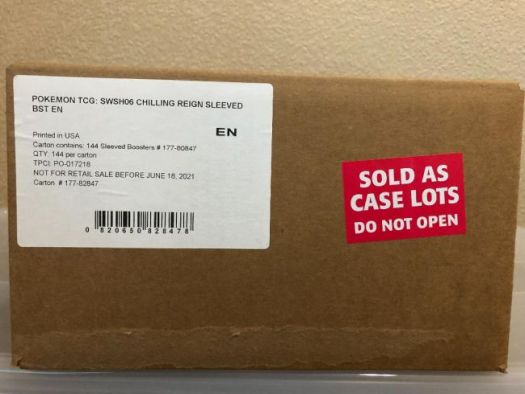 POKEMON TCG: SWSH06 CHILLING REIGN SLEEVED
BST EN
EN
Printed in USA
Carton contains: 144 Sleeved Boosters # 177-80847
QTY: 144 per carton
TPCI: PO-017218
NOT FOR RETAIL SALE BEFORE JUNE 18, 2021
Carton # 177-82847
0 820650 828478
SOLD AS
CASE LOTS
DO NOT OPEN